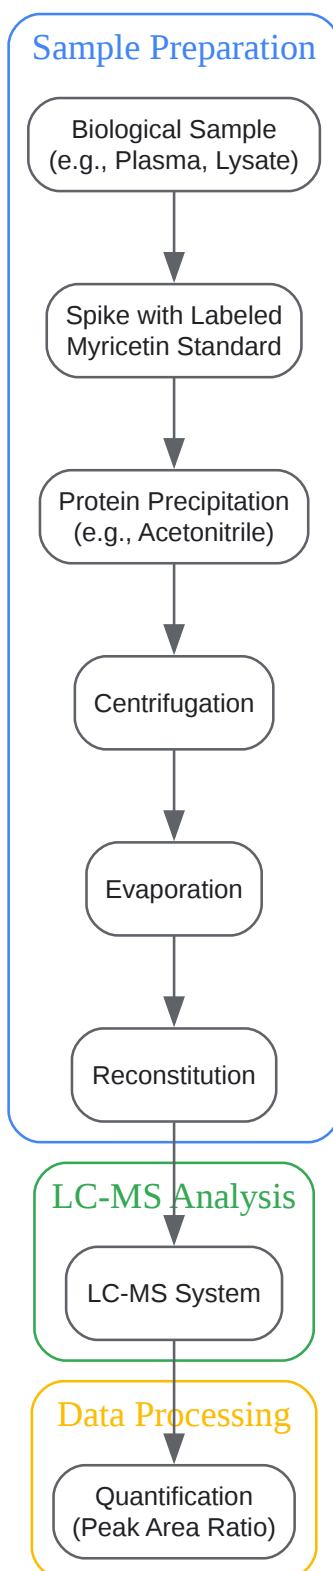 Sample Preparation
Biological Sample
(e.g., Plasma, Lysate)
Spike with Labeled
Myricetin Standard
Protein Precipitation
(e.g., Acetonitrile)
Centrifugation
Evaporation
Reconstitution
LC-MS Analysis
LC-MS System
Data Processing
Quantification
(Peak Area Ratio)